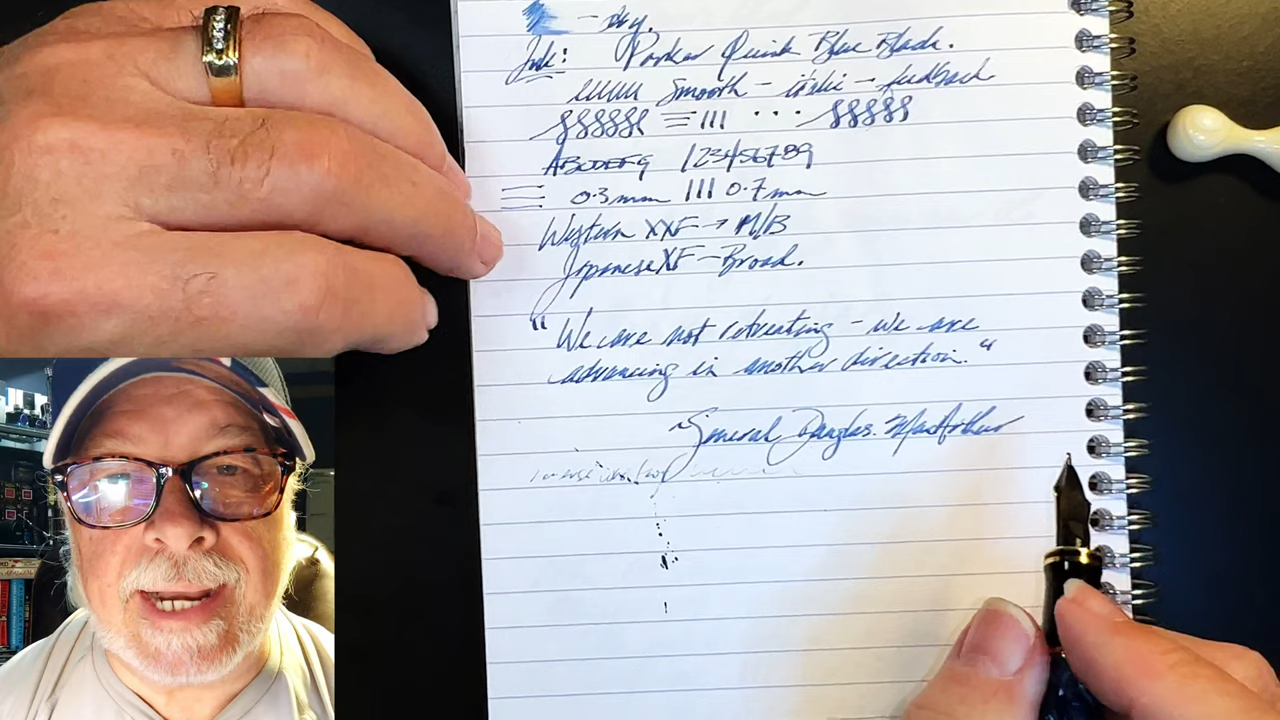 - dry.
Ink: Parker Quink Blue Black.
Smooth - italic - feedback
ABCDEFG 123456789
0.3mm 0.7mm
Western XXF → M/B
Japanese XF - Broad.
"We are not retreating - we are
advancing in another direction."
~General Douglas. MacArthur